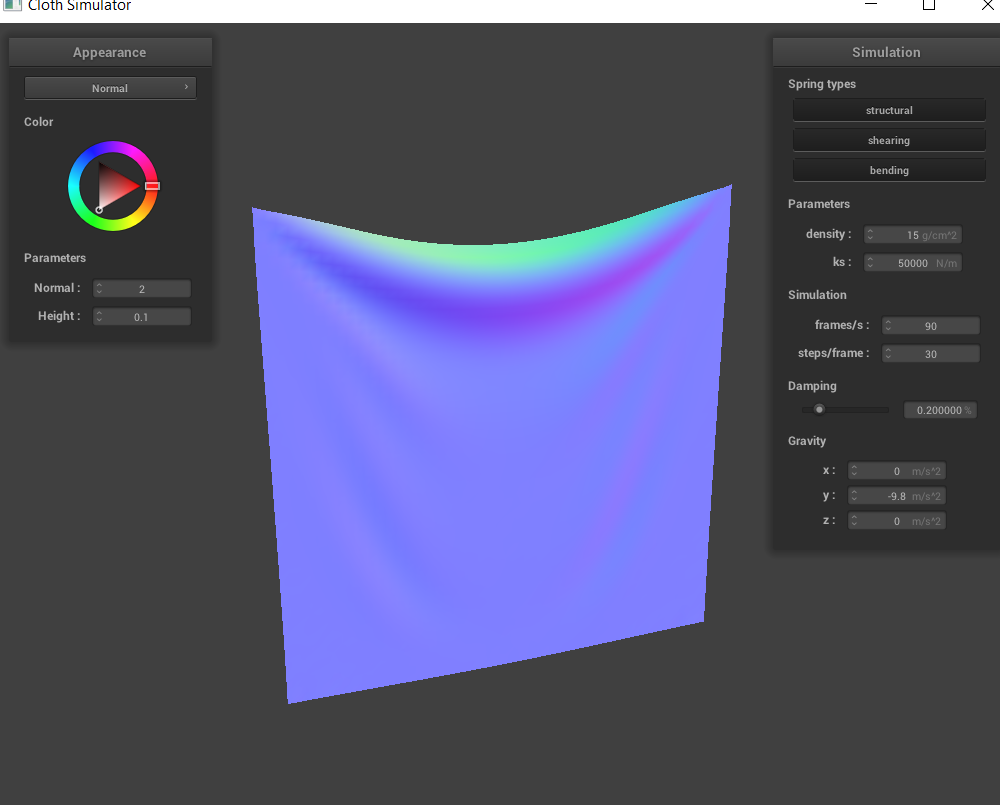 Cloth Simulator
Appearance
Normal
Color
Parameters
Normal : 2
Height : 0.1
Simulation
Spring types
structural
shearing
bending
Parameters
density : 15 g/cm^2
ks : 50000 N/m
Simulation
frames/s : 90
steps/frame : 30
Damping
0.200000 %
Gravity
x : 0 m/s^2
y : -9.8 m/s^2
z : 0 m/s^2